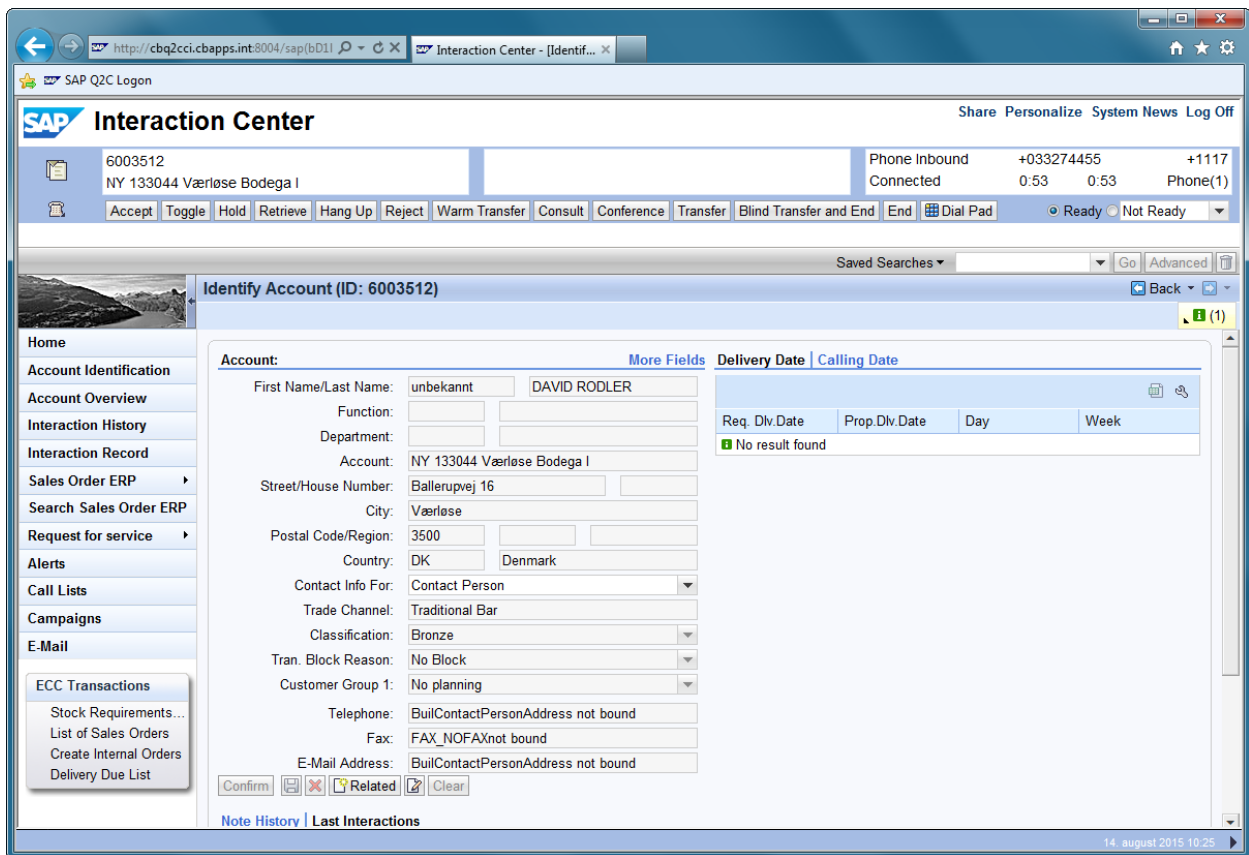 http://cbq2cci.cbapps.int:8004/sap(bD1l
Interaction Center - [Identif...
SAP Q2C Logon
SAP Interaction Center
Share Personalize System News Log Off
6003512
NY 133044 Værløse Bodega I
Phone Inbound +033274455 +1117
Connected 0:53 0:53 Phone(1)
Accept Toggle Hold Retrieve Hang Up Reject Warm Transfer Consult Conference Transfer Blind Transfer and End End Dial Pad Ready Not Ready
Saved Searches Go Advanced
Identify Account (ID: 6003512) Back
(1)
Home
Account Identification
Account Overview
Interaction History
Interaction Record
Sales Order ERP
Search Sales Order ERP
Request for service
Alerts
Call Lists
Campaigns
E-Mail
ECC Transactions
Stock Requirements...
List of Sales Orders
Create Internal Orders
Delivery Due List
Account: More Fields
First Name/Last Name: unbekannt DAVID RODLER
Function:
Department:
Account: NY 133044 Værløse Bodega I
Street/House Number: Ballerupvej 16
City: Værløse
Postal Code/Region: 3500
Country: DK Denmark
Contact Info For: Contact Person
Trade Channel: Traditional Bar
Classification: Bronze
Tran. Block Reason: No Block
Customer Group 1: No planning
Telephone: BuilContactPersonAddress not bound
Fax: FAX_NOFAXnot bound
E-Mail Address: BuilContactPersonAddress not bound
Confirm Related Clear
Note History Last Interactions
Delivery Date Calling Date
Req. Dlv.Date Prop.Dlv.Date Day Week
No result found
14. august 2015 10:25